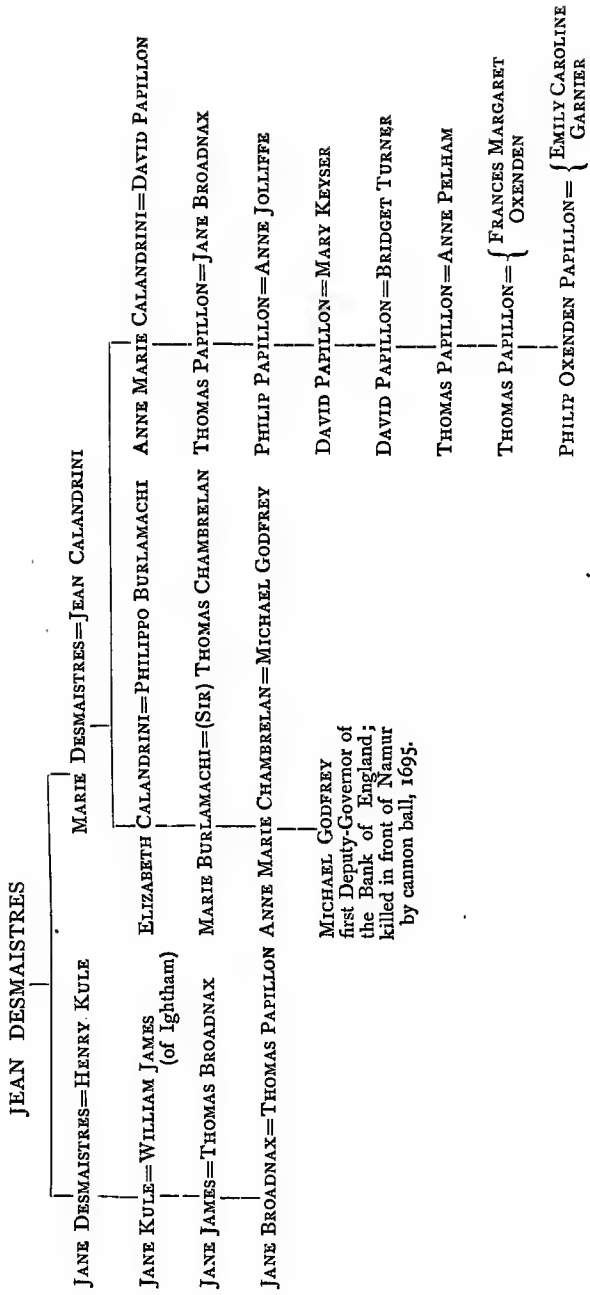 JEAN DESMAISTRES
JANE DESMAISTRES=HENRY KULE
MARIE DESMAISTRES=JEAN CALANDRINI
JANE KULE=WILLIAM JAMES
(of Ightham)
ELIZABETH CALANDRINI=PHILIPPO BURLAMACHI
ANNE MARIE CALANDRINI=DAVID PAPILLON
JANE JAMES=THOMAS BROADNAX
MARIE BURLAMACHI=(SIR) THOMAS CHAMBRELAN
THOMAS PAPILLON=JANE BROADNAX
JANE BROADNAX=THOMAS PAPILLON
ANNE MARIE CHAMBRELAN=MICHAEL GODFREY
PHILIP PAPILLON=ANNE JOLLIFFE
MICHAEL GODFREY
first Deputy-Governor of
the Bank of England;
killed in front of Namur
by cannon ball, 1695.
DAVID PAPILLON=MARY KEYSER
DAVID PAPILLON=BRIDGET TURNER
THOMAS PAPILLON=ANNE PELHAM
THOMAS PAPILLON={FRANCES MARGARET
OXENDEN
PHILIP OXENDEN PAPILLON={EMILY CAROLINE
GARNIER